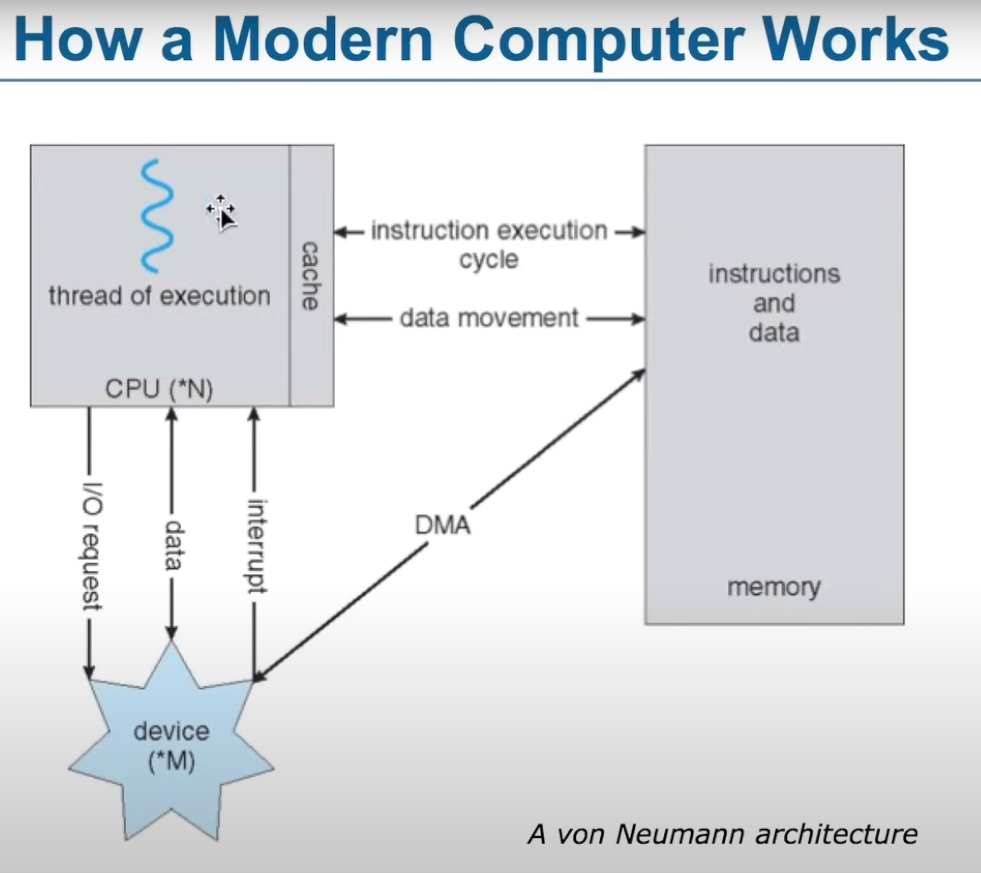 How a Modern Computer Works
thread of execution
cache
CPU (*N)
instruction execution
cycle
data movement
instructions
and
data
memory
I/O request
data
interrupt
DMA
device
(*M)
A von Neumann architecture